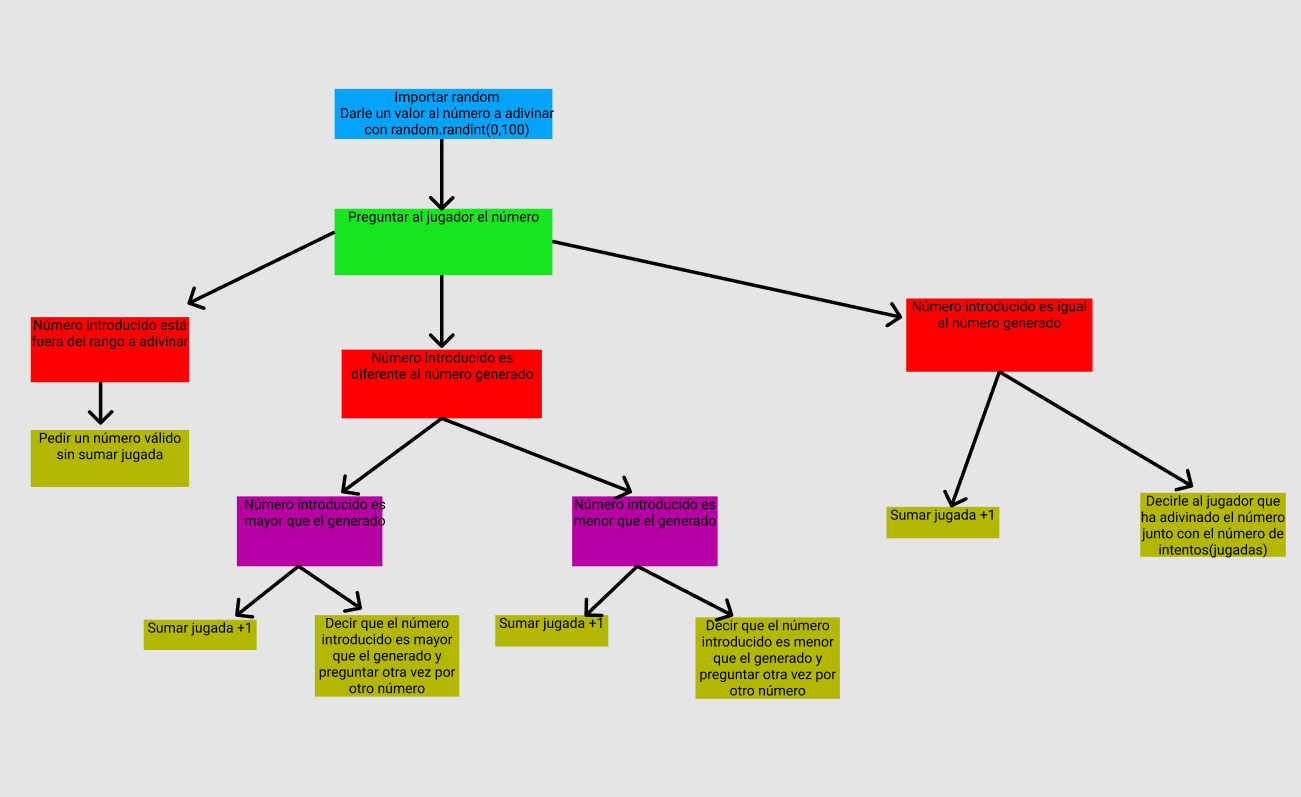 Importar random
Darle un valor al número a adivinar
con random.randint(0,100)
Preguntar al jugador el número
Número introducido está
fuera del rango a adivinar
Pedir un número válido
sin sumar jugada
Número introducido es
diferente al número generado
Número introducido es igual
al número generado
Número introducido es
mayor que el generado
Número introducido es
menor que el generado
Sumar jugada +1
Decir que el número
introducido es mayor
que el generado y
preguntar otra vez por
otro número
Sumar jugada +1
Decir que el número
introducido es menor
que el generado y
preguntar otra vez por
otro número
Sumar jugada +1
Decirle al jugador que
ha adivinado el número
junto con el número de
intentos(jugadas)